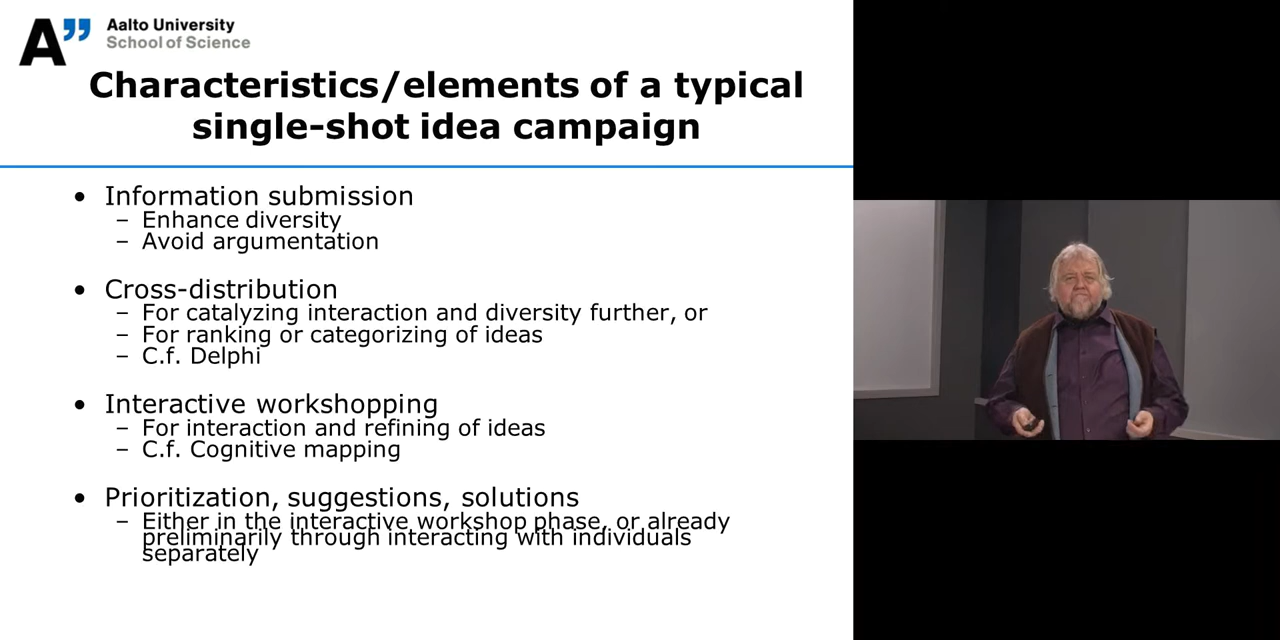 Aalto University
School of Science
Characteristics/elements of a typical
single-shot idea campaign
• Information submission
– Enhance diversity
– Avoid argumentation
• Cross-distribution
– For catalyzing interaction and diversity further, or
– For ranking or categorizing of ideas
– C.f. Delphi
• Interactive workshopping
– For interaction and refining of ideas
– C.f. Cognitive mapping
• Prioritization, suggestions, solutions
– Either in the interactive workshop phase, or already
preliminarily through interacting with individuals
separately